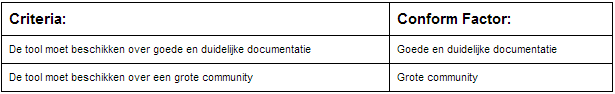 Criteria: Conform Factor:
De tool moet beschikken over goede en duidelijke documentatie Goede en duidelijke documentatie
De tool moet beschikken over een grote community Grote community